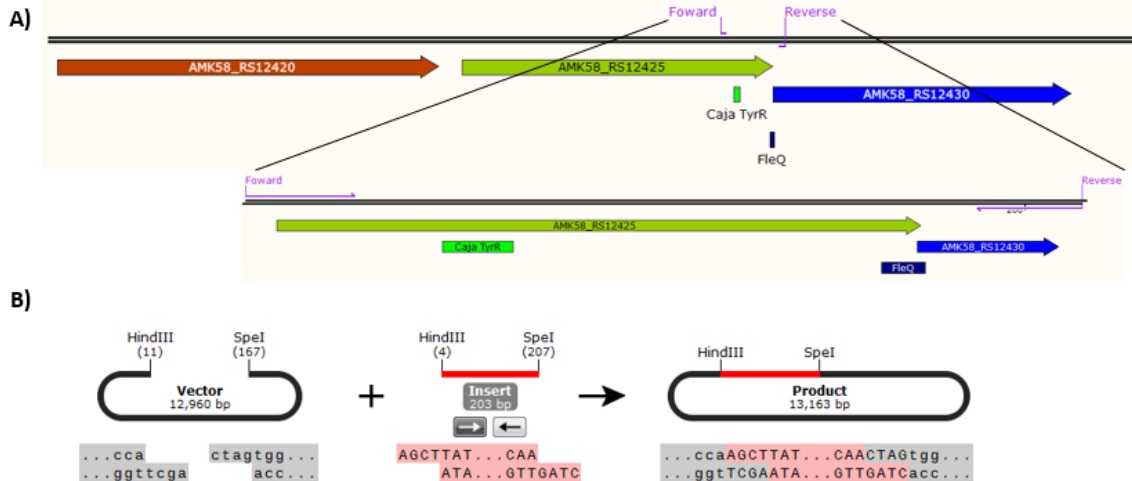 A)
Foward
Reverse
AMK58_RS12420
AMK58_RS12425
AMK58_RS12430
Caja TyrR
FleQ
Foward
Reverse
AMK58_RS12425
Caja TyrR
AMK58_RS12430
FleQ
B)
HindIII
(11)
SpeI
(167)
Vector
12,960 bp
...cca
...ggttcga
ctagtgg...
acc...
+
HindIII
(4)
SpeI
(207)
Insert
203 bp
AGCTTAT...CAA
ATA...GTTGATC
HindIII
SpeI
Product
13,163 bp
...ccaAGCTTAT...CAACTAGtgg...
...ggtTCGAATA...GTTGATCacc...